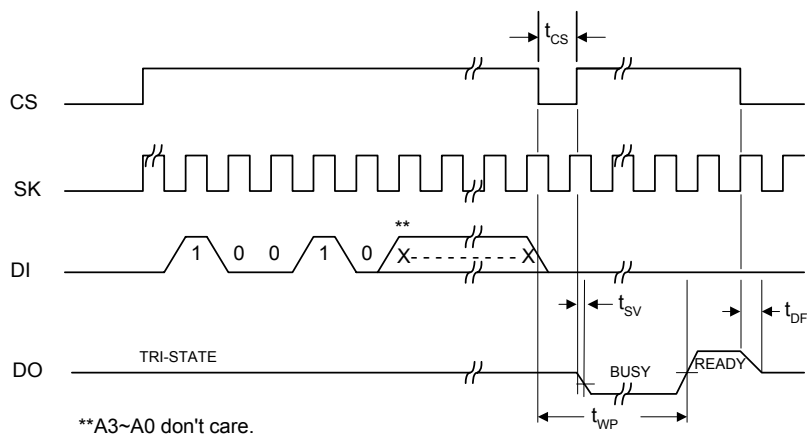 t_CS
CS
SK
**
DI 1 0 0 1 0 X - - - - - - - - - - X
t_SV
t_DF
DO TRI-STATE BUSY READY
t_WP
**A3~A0 don't care.